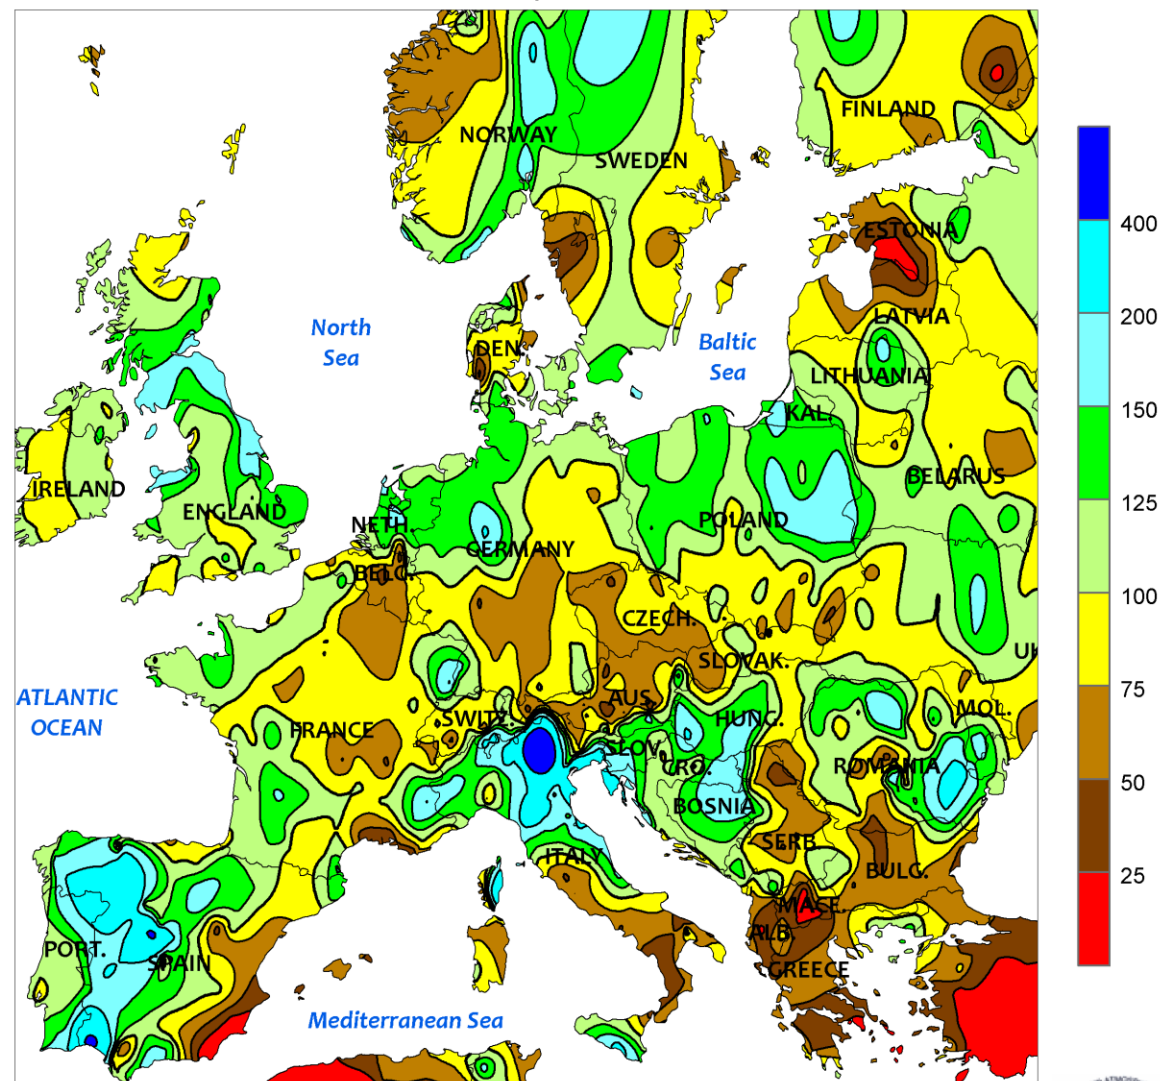 FINLAND
NORWAY
SWEDEN
ESTONIA
LATVIA
North
Sea
DEN.
Baltic
Sea
LITHUANIA
KAL.
IRELAND
ENGLAND
BELARUS
NETH.
POLAND
GERMANY
BELG.
CZECH.
SLOVAK.
UK
ATLANTIC
OCEAN
AUS.
SWITZ.
HUNG.
MOL.
FRANCE
SLOV.
CRO.
ROMANIA
BOSNIA
SERB.
ITALY
BULG.
MACE.
ALB.
PORT.
SPAIN
GREECE
Mediterranean Sea
400
200
150
125
100
75
50
25